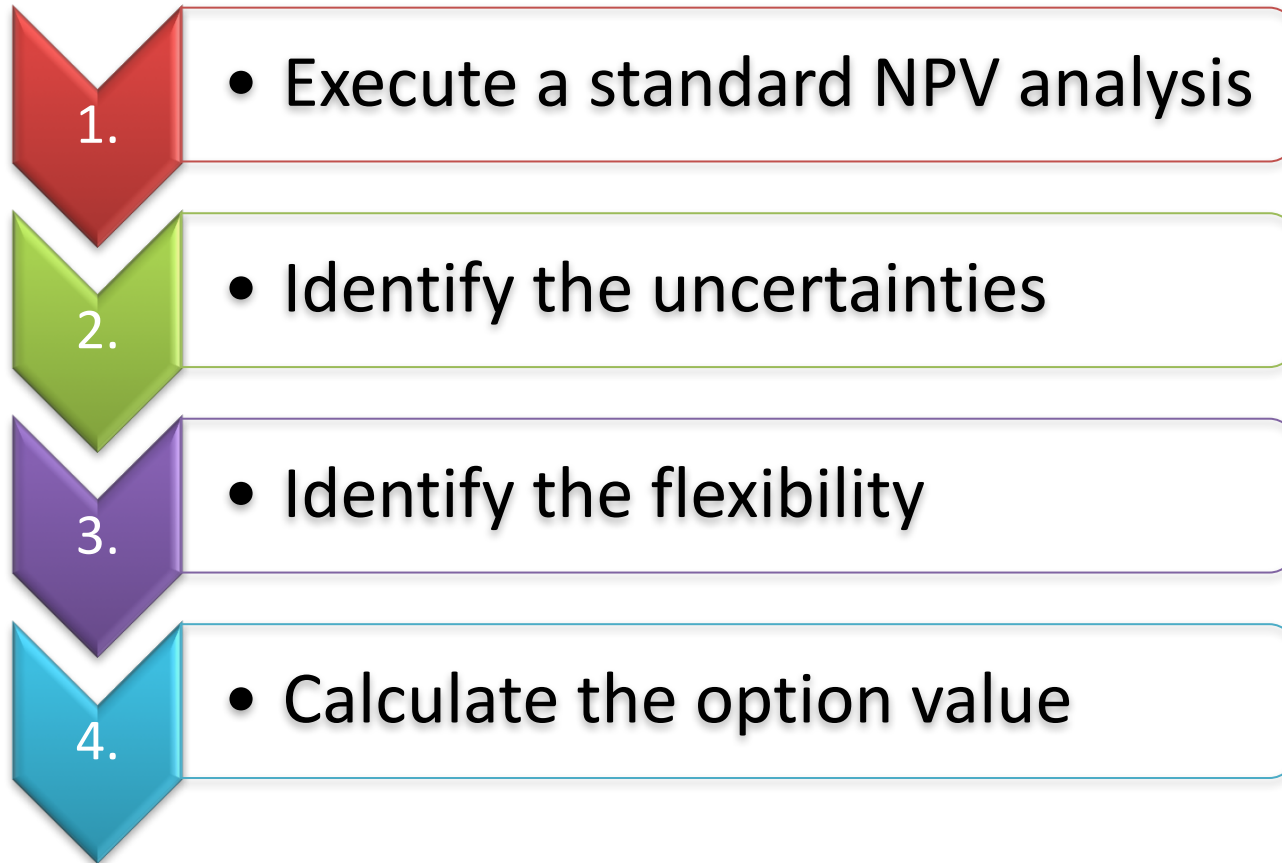 1.
• Execute a standard NPV analysis
2.
• Identify the uncertainties
3.
• Identify the flexibility
4.
• Calculate the option value